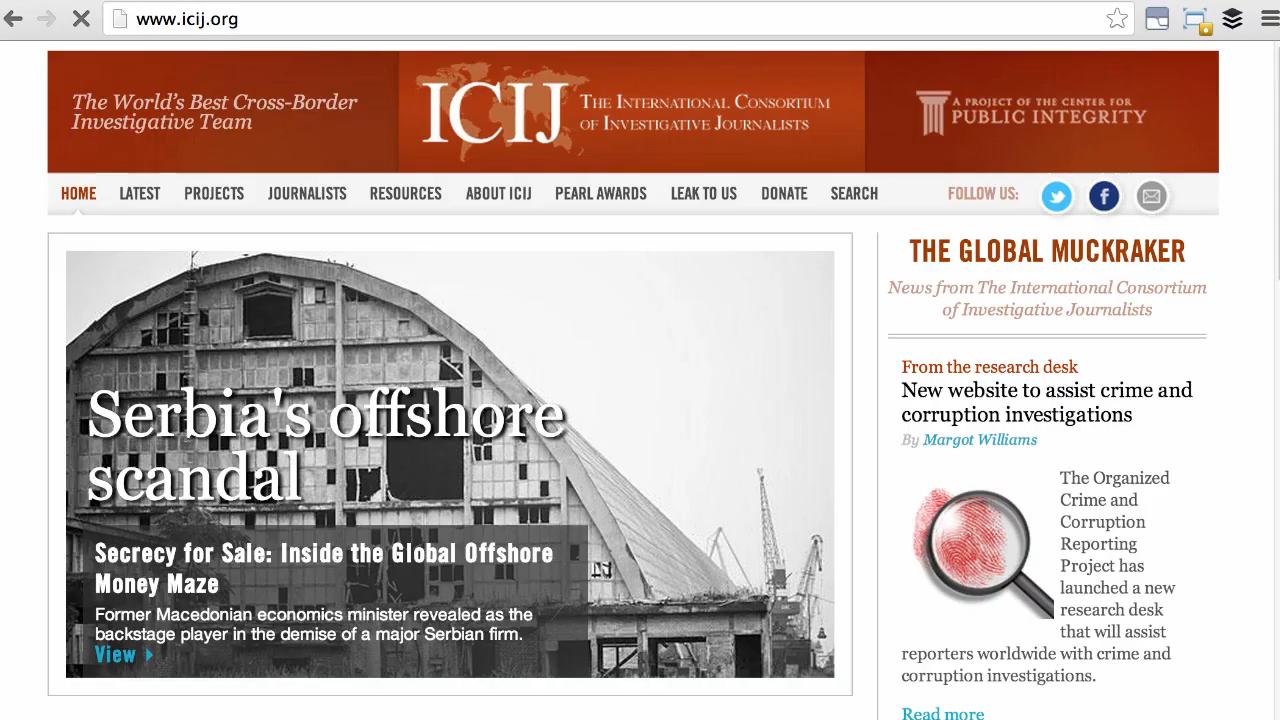 www.icij.org
The World's Best Cross-Border
Investigative Team
ICIJ
The International Consortium
of Investigative Journalists
A PROJECT OF THE CENTER FOR
PUBLIC INTEGRITY
HOME LATEST PROJECTS JOURNALISTS RESOURCES ABOUT ICIJ PEARL AWARDS LEAK TO US DONATE SEARCH FOLLOW US:
Serbia's offshore
scandal
Secrecy for Sale: Inside the Global Offshore
Money Maze
Former Macedonian economics minister revealed as the
backstage player in the demise of a major Serbian firm.
View
THE GLOBAL MUCKRAKER
News from The International Consortium
of Investigative Journalists
From the research desk
New website to assist crime and
corruption investigations
By Margot Williams
The Organized
Crime and
Corruption
Reporting
Project has
launched a new
research desk
that will assist
reporters worldwide with crime and
corruption investigations.
Read more